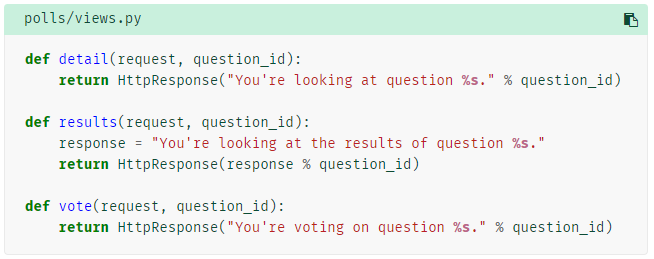 polls/views.py
def detail(request, question_id):
    return HttpResponse("You're looking at question %s." % question_id)
def results(request, question_id):
    response = "You're looking at the results of question %s."
    return HttpResponse(response % question_id)
def vote(request, question_id):
    return HttpResponse("You're voting on question %s." % question_id)